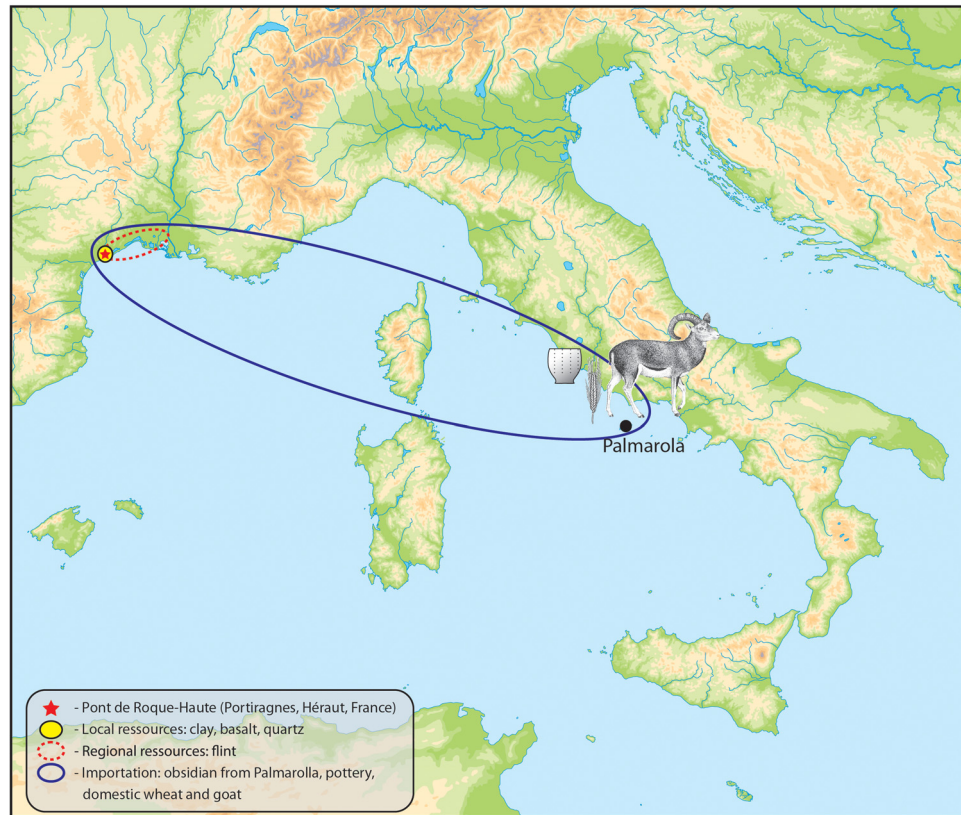 Palmarola
- Pont de Roque-Haute (Portiragnes, Héraut, France)
- Local ressources: clay, basalt, quartz
- Regional ressources: flint
- Importation: obsidian from Palmarolla, pottery,
domestic wheat and goat